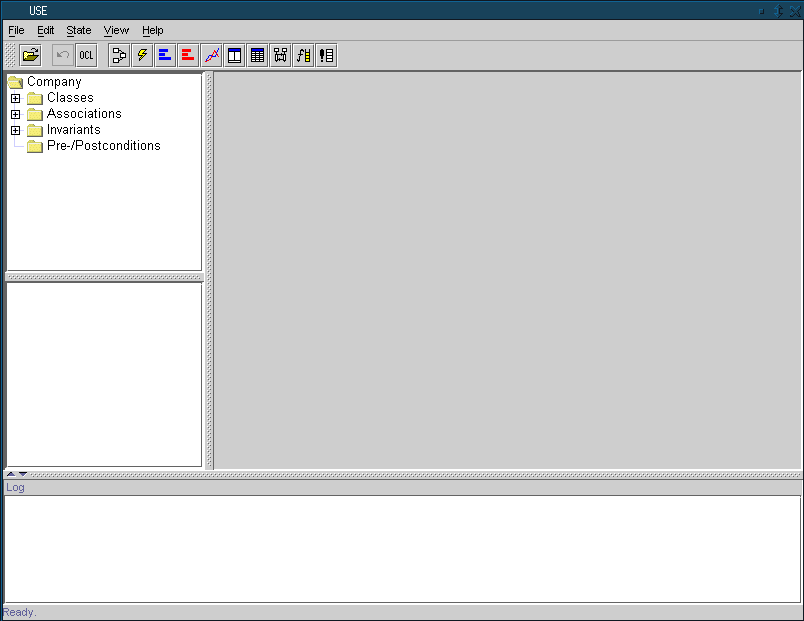 USE
File Edit State View Help
OCL
Company
Classes
Associations
Invariants
Pre-/Postconditions
Log
Ready.